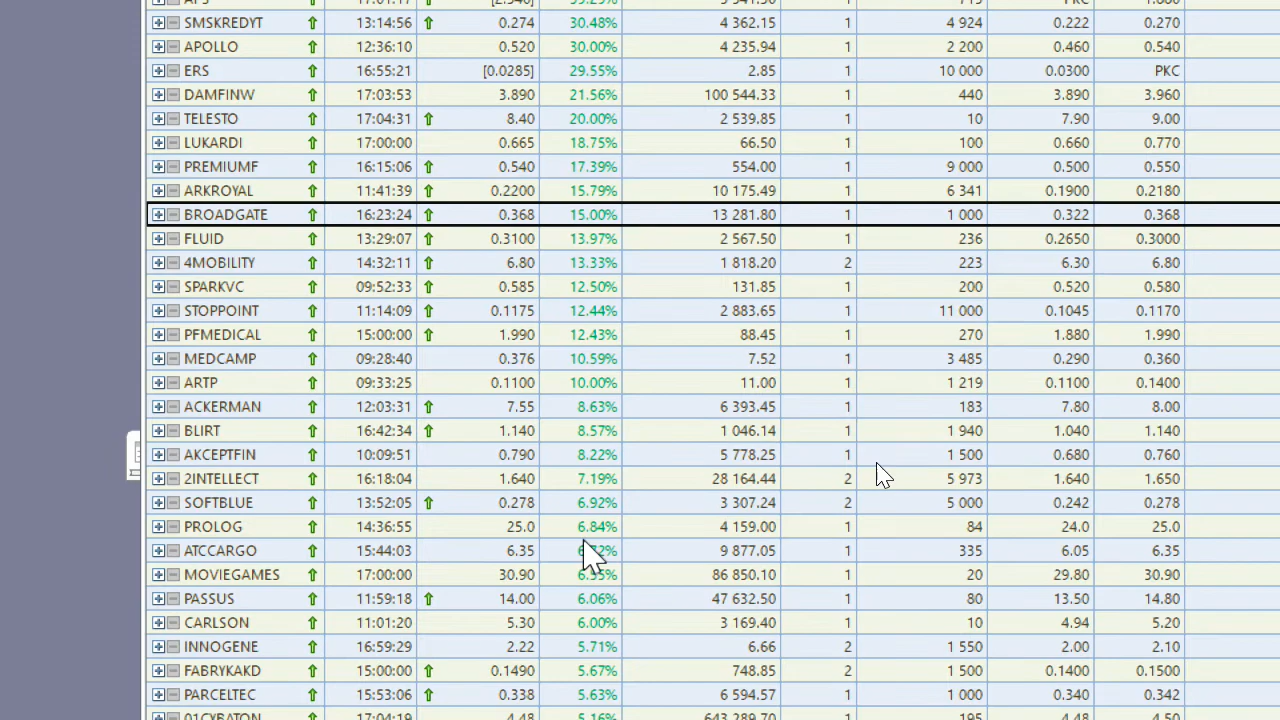 SMSKREDYT 13:14:56 0.274 30.48% 4 362.15 1 4 924 0.222 0.270
APOLLO 12:36:10 0.520 30.00% 4 235.94 1 2 200 0.460 0.540
ERS 16:55:21 [0.0285] 29.55% 2.85 1 10 000 0.0300 PKC
DAMFINW 17:03:53 3.890 21.56% 100 544.33 1 440 3.890 3.960
TELESTO 17:04:31 8.40 20.00% 2 539.85 1 10 7.90 9.00
LUKARDI 17:00:00 0.665 18.75% 66.50 1 100 0.660 0.770
PREMIUMF 16:15:06 0.540 17.39% 554.00 1 9 000 0.500 0.550
ARKROYAL 11:41:39 0.2200 15.79% 10 175.49 1 6 341 0.1900 0.2180
BROADGATE 16:23:24 0.368 15.00% 13 281.80 1 1 000 0.322 0.368
FLUID 13:29:07 0.3100 13.97% 2 567.50 1 236 0.2650 0.3000
4MOBILITY 14:32:11 6.80 13.33% 1 818.20 2 223 6.30 6.80
SPARKVC 09:52:33 0.585 12.50% 131.85 1 200 0.520 0.580
STOPPOINT 11:14:09 0.1175 12.44% 2 883.65 1 11 000 0.1045 0.1170
PFMEDICAL 15:00:00 1.990 12.43% 88.45 1 270 1.880 1.990
MEDCAMP 09:28:40 0.376 10.59% 7.52 1 3 485 0.290 0.360
ARTP 09:33:25 0.1100 10.00% 11.00 1 1 219 0.1100 0.1400
ACKERMAN 12:03:31 7.55 8.63% 6 393.45 1 183 7.80 8.00
BLIRT 16:42:34 1.140 8.57% 1 046.14 1 1 940 1.040 1.140
AKCEPTFIN 10:09:51 0.790 8.22% 5 778.25 1 1 500 0.680 0.760
2INTELLECT 16:18:04 1.640 7.19% 28 164.44 2 5 973 1.640 1.650
SOFTBLUE 13:52:05 0.278 6.92% 3 307.24 2 5 000 0.242 0.278
PROLOG 14:36:55 25.0 6.84% 4 159.00 1 84 24.0 25.0
ATCCARGO 15:44:03 6.35 9 877.05 1 335 6.05 6.35
MOVIEGAMES 17:00:00 30.90 86 850.10 1 20 29.80 30.90
PASSUS 11:59:18 14.00 6.06% 47 632.50 1 80 13.50 14.80
CARLSON 11:01:20 5.30 6.00% 3 169.40 1 10 4.94 5.20
INNOGENE 16:59:29 2.22 5.71% 6.66 2 1 550 2.00 2.10
FABRYKAKD 15:00:00 0.1490 5.67% 748.85 2 1 500 0.1400 0.1500
PARCELTEC 15:53:06 0.338 5.63% 6 594.57 1 1 000 0.340 0.342
01CYBATON 17:04:19 4.48 5.16% 643 289.70 1 195 4.48 4.50